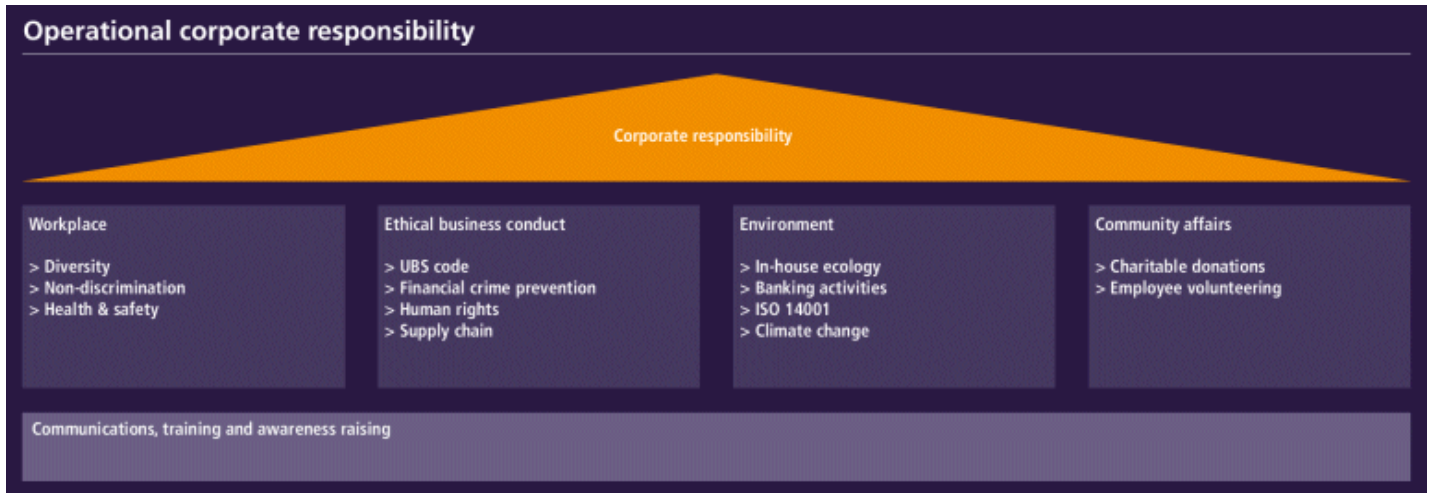 Operational corporate responsibility
Corporate responsibility
Workplace
> Diversity
> Non-discrimination
> Health & safety
Ethical business conduct
> UBS code
> Financial crime prevention
> Human rights
> Supply chain
Environment
> In-house ecology
> Banking activities
> ISO 14001
> Climate change
Community affairs
> Charitable donations
> Employee volunteering
Communications, training and awareness raising